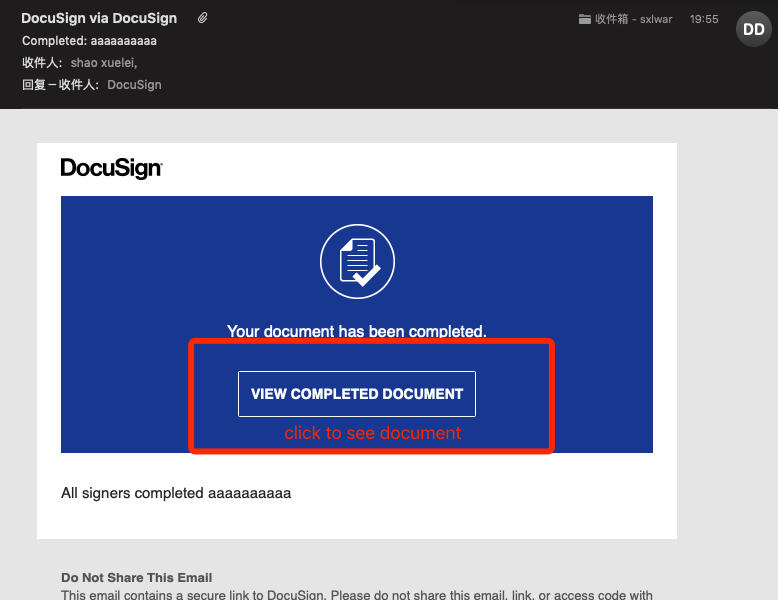 DocuSign via DocuSign
收件箱 - sxlwar 19:55
DD
Completed: aaaaaaaaaa
收件人: shao xuelei,
回复－收件人: DocuSign
DocuSign
Your document has been completed.
VIEW COMPLETED DOCUMENT
click to see document
All signers completed aaaaaaaaaa
Do Not Share This Email
This email contains a secure link to DocuSign. Please do not share this email, link, or access code with